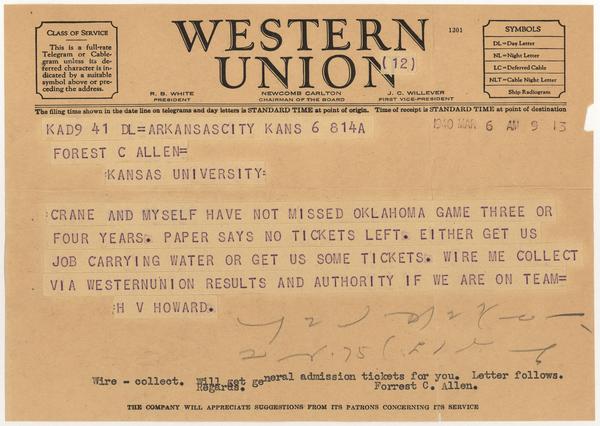 CLASS OF SERVICE
This is a full-rate
Telegram or Cable-
gram unless its de-
ferred character is in-
dicated by a suitable
symbol above or pre-
ceding the address.
WESTERN
UNION
(12)
1201
R. B. WHITE
PRESIDENT
NEWCOMB CARLTON
CHAIRMAN OF THE BOARD
J. C. WILLEVER
FIRST VICE-PRESIDENT
SYMBOLS
DL=Day Letter
NL=Night Letter
LC=Deferred Cable
NLT=Cable Night Letter
Ship Radiogram
The filing time shown in the date line on telegrams and day letters is STANDARD TIME at point of origin. Time of receipt is STANDARD TIME at point of destination
KAD9 41 DL=ARKANSASCITY KANS 6 814A
1940 MAR 6 AM 9 13
FOREST C ALLEN=
:KANSAS UNIVERSITY:
:CRANE AND MYSELF HAVE NOT MISSED OKLAHOMA GAME THREE OR
FOUR YEARS. PAPER SAYS NO TICKETS LEFT. EITHER GET US
JOB CARRYING WATER OR GET US SOME TICKETS. WIRE ME COLLECT
VIA WESTERNUNION RESULTS AND AUTHORITY IF WE ARE ON TEAM=
:H V HOWARD.
Wire - collect. Will get general admission tickets for you. Letter follows.
Regards. Forrest C. Allen.
THE COMPANY WILL APPRECIATE SUGGESTIONS FROM ITS PATRONS CONCERNING ITS SERVICE